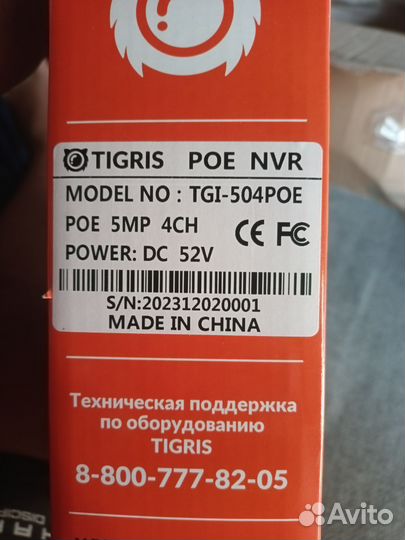 TIGRIS POE NVR
MODEL NO : TGI-504POE
POE 5MP 4CH CE FC
POWER: DC 52V
S/N:202312020001
MADE IN CHINA
Техническая поддержка
по оборудованию
TIGRIS
8-800-777-82-05
Avito